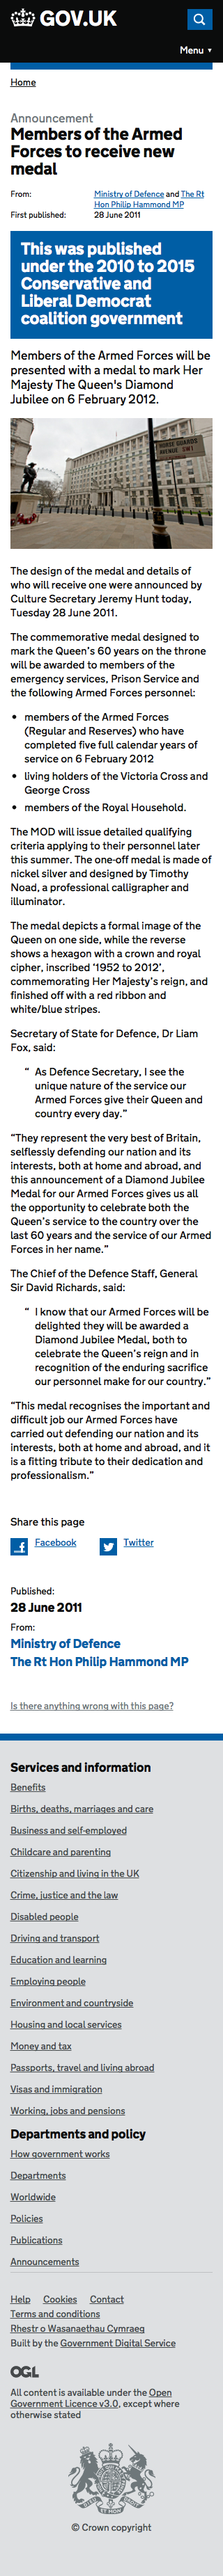 GOV.UK
Menu ▼
Home
Announcement
Members of the Armed
Forces to receive new
medal
From: Ministry of Defence and The Rt
Hon Philip Hammond MP
First published: 28 June 2011
This was published
under the 2010 to 2015
Conservative and
Liberal Democrat
coalition government
Members of the Armed Forces will be
presented with a medal to mark Her
Majesty The Queen's Diamond
Jubilee on 6 February 2012.
HORSE GUARDS
AVENUE SW1
The design of the medal and details of
who will receive one were announced by
Culture Secretary Jeremy Hunt today,
Tuesday 28 June 2011.
The commemorative medal designed to
mark the Queen’s 60 years on the throne
will be awarded to members of the
emergency services, Prison Service and
the following Armed Forces personnel:
• members of the Armed Forces
(Regular and Reserves) who have
completed five full calendar years of
service on 6 February 2012
• living holders of the Victoria Cross and
George Cross
• members of the Royal Household.
The MOD will issue detailed qualifying
criteria applying to their personnel later
this summer. The one-off medal is made of
nickel silver and designed by Timothy
Noad, a professional calligrapher and
illuminator.
The medal depicts a formal image of the
Queen on one side, while the reverse
shows a hexagon with a crown and royal
cipher, inscribed ‘1952 to 2012’,
commemorating Her Majesty’s reign, and
finished off with a red ribbon and
white/blue stripes.
Secretary of State for Defence, Dr Liam
Fox, said:
“ As Defence Secretary, I see the
unique nature of the service our
Armed Forces give their Queen and
country every day.”
“They represent the very best of Britain,
selflessly defending our nation and its
interests, both at home and abroad, and
this announcement of a Diamond Jubilee
Medal for our Armed Forces gives us all
the opportunity to celebrate both the
Queen’s service to the country over the
last 60 years and the service of our Armed
Forces in her name.”
The Chief of the Defence Staff, General
Sir David Richards, said:
“ I know that our Armed Forces will be
delighted they will be awarded a
Diamond Jubilee Medal, both to
celebrate the Queen’s reign and in
recognition of the enduring sacrifice
our personnel make for our country.”
“This medal recognises the important and
difficult job our Armed Forces have
carried out defending our nation and its
interests, both at home and abroad, and it
is a fitting tribute to their dedication and
professionalism.”
Share this page
Facebook Twitter
Published:
28 June 2011
From:
Ministry of Defence
The Rt Hon Philip Hammond MP
Is there anything wrong with this page?
Services and information
Benefits
Births, deaths, marriages and care
Business and self-employed
Childcare and parenting
Citizenship and living in the UK
Crime, justice and the law
Disabled people
Driving and transport
Education and learning
Employing people
Environment and countryside
Housing and local services
Money and tax
Passports, travel and living abroad
Visas and immigration
Working, jobs and pensions
Departments and policy
How government works
Departments
Worldwide
Policies
Publications
Announcements
Help Cookies Contact
Terms and conditions
Rhestr o Wasanaethau Cymraeg
Built by the Government Digital Service
OGL
All content is available under the Open
Government Licence v3.0, except where
otherwise stated
© Crown copyright